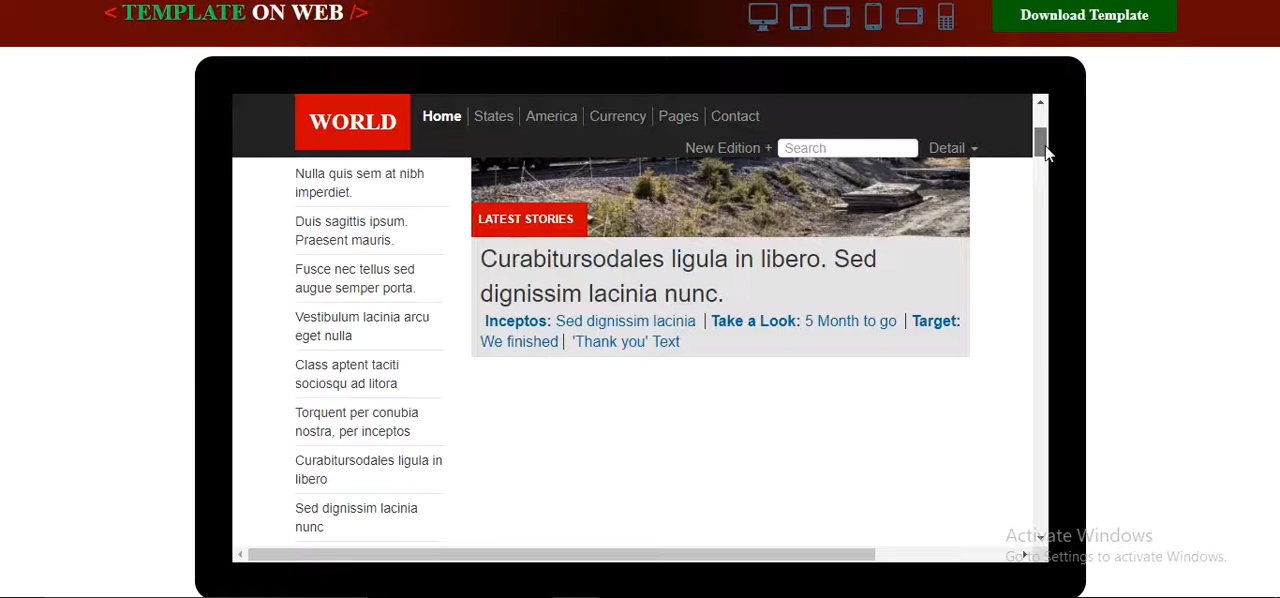 < TEMPLATE ON WEB />
Download Template
WORLD
Home
States
America
Currency
Pages
Contact
New Edition +
Search
Detail
Nulla quis sem at nibh
imperdiet.
Duis sagittis ipsum.
Praesent mauris.
Fusce nec tellus sed
augue semper porta.
Vestibulum lacinia arcu
eget nulla
Class aptent taciti
sociosqu ad litora
Torquent per conubia
nostra, per inceptos
Curabitursodales ligula in
libero
Sed dignissim lacinia
nunc
LATEST STORIES
Curabitursodales ligula in libero. Sed
dignissim lacinia nunc.
Inceptos: Sed dignissim lacinia | Take a Look: 5 Month to go | Target:
We finished | 'Thank you' Text
Activate Windows
Go to Settings to activate Windows.